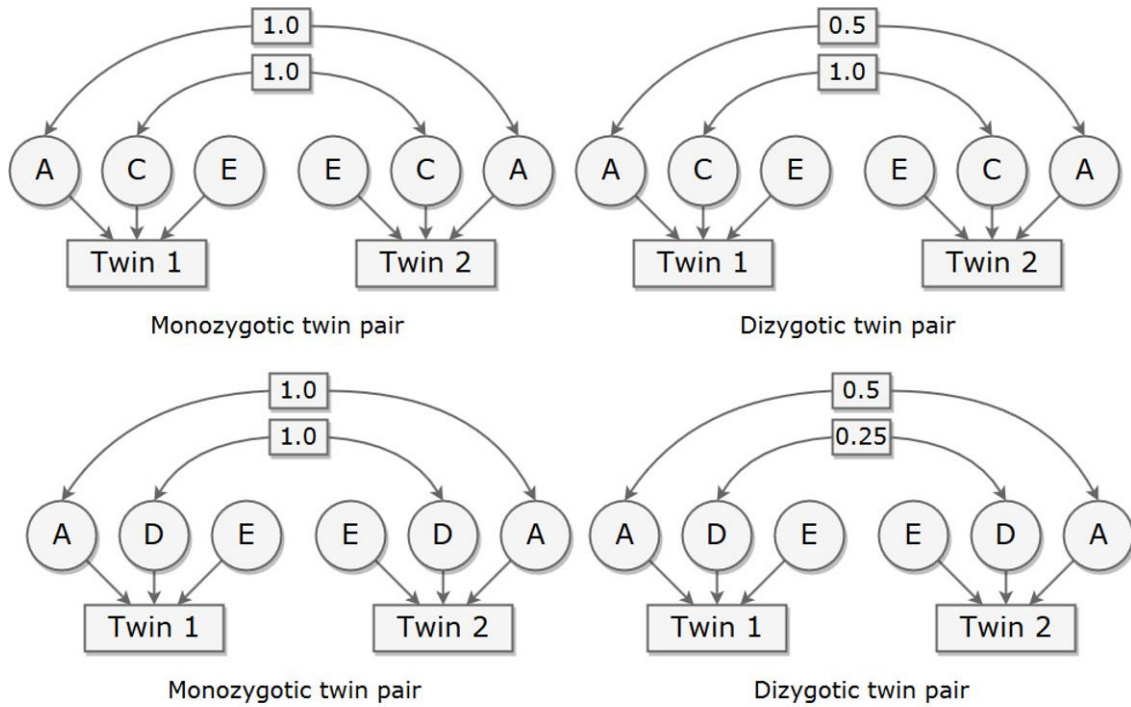 1.0 0.5
1.0 1.0
A C E E C A A C E E C A
Twin 1 Twin 2 Twin 1 Twin 2
Monozygotic twin pair Dizygotic twin pair
1.0 0.5
1.0 0.25
A D E E D A A D E E D A
Twin 1 Twin 2 Twin 1 Twin 2
Monozygotic twin pair Dizygotic twin pair